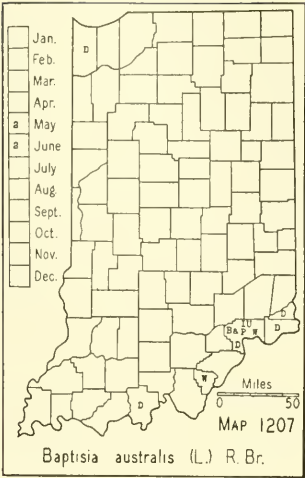 Jan.
Feb.
Mar.
Apr.
a May
a June
July
Aug.
Sept.
Oct.
Nov.
Dec.
D
D
IU
Ba P W
D
D
W
D
Miles
0 50
MAP 1207
Baptisia australis (L.) R. Br.